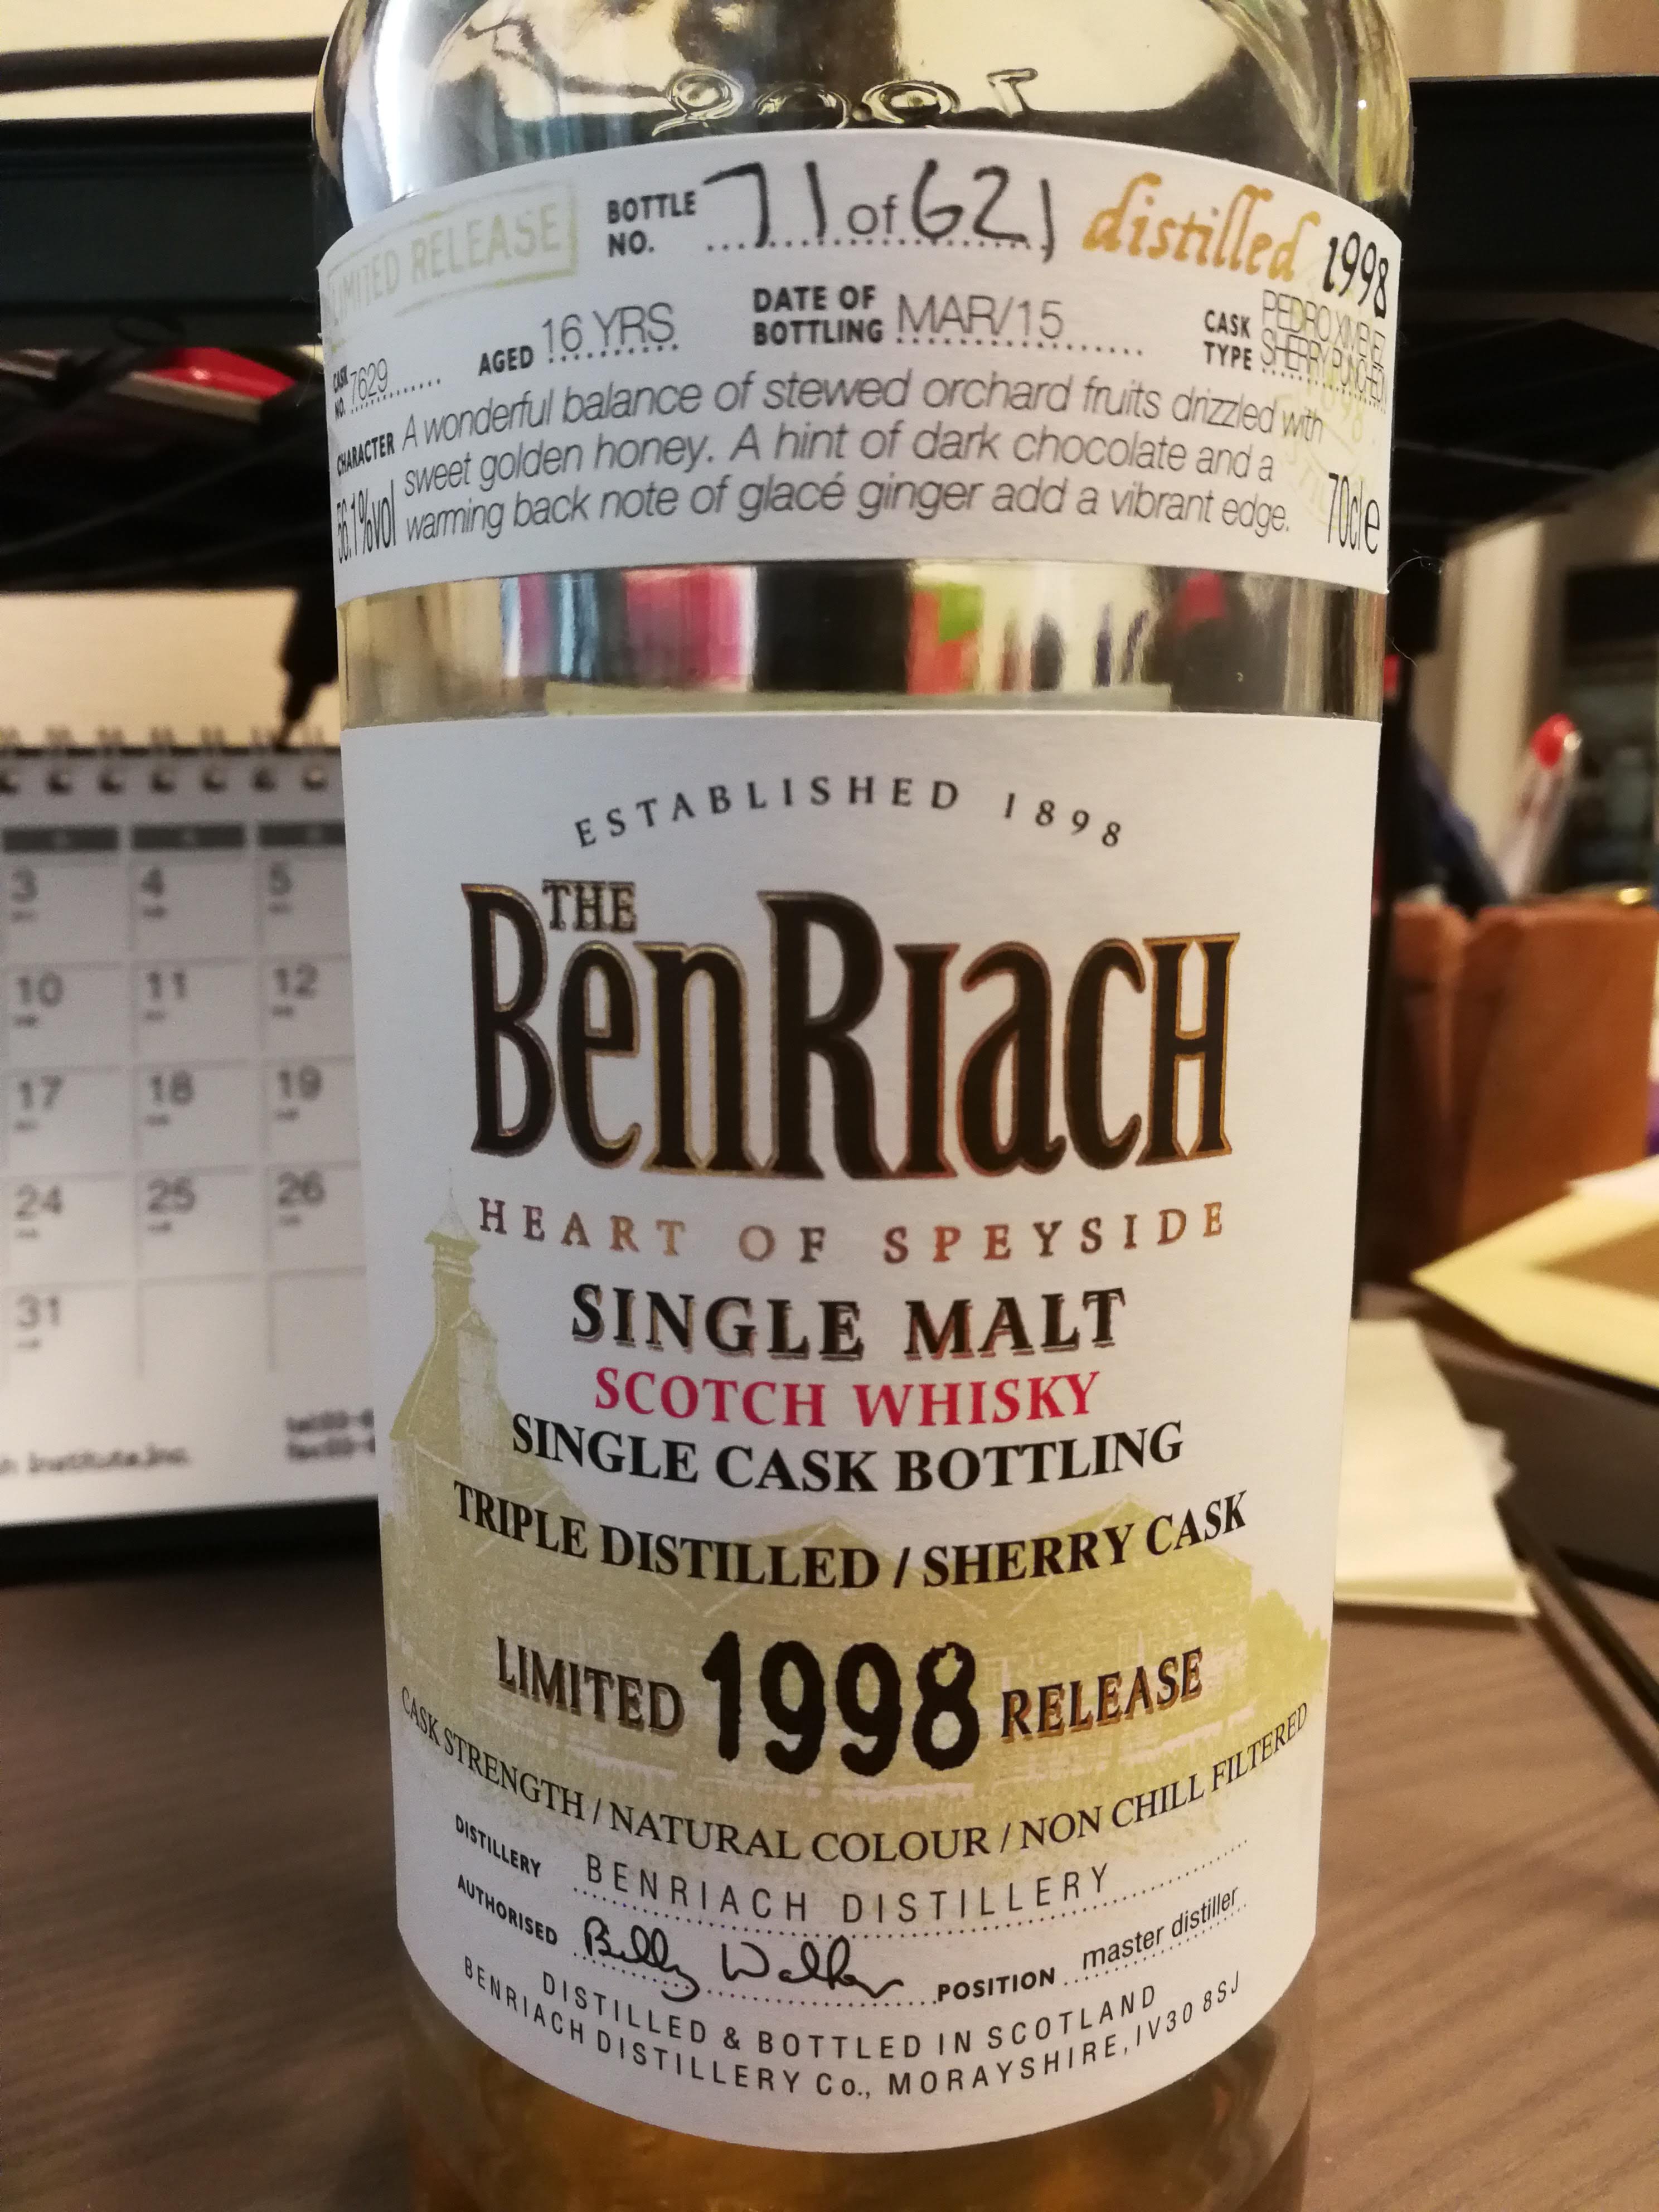 LIMITED RELEASE
BOTTLE NO. 71 of 621
distilled 1998
CASK NO. 7629
AGED 16 YRS
DATE OF BOTTLING MAR/15
CASK TYPE PEDRO XIMENEZ SHERRY PUNCHEON
CHARACTER A wonderful balance of stewed orchard fruits drizzled with
sweet golden honey. A hint of dark chocolate and a
warming back note of glacé ginger add a vibrant edge.
56.1%vol
70cl e
ESTABLISHED 1898
THE
BENRIACH
HEART OF SPEYSIDE
SINGLE MALT
SCOTCH WHISKY
SINGLE CASK BOTTLING
TRIPLE DISTILLED / SHERRY CASK
LIMITED 1998 RELEASE
CASK STRENGTH / NATURAL COLOUR / NON CHILL FILTERED
DISTILLERY BENRIACH DISTILLERY
AUTHORISED Billy Walker POSITION master distiller
DISTILLED & BOTTLED IN SCOTLAND
BENRIACH DISTILLERY Co., MORAYSHIRE, IV30 8SJ
3 4 5
10 11 12
17 18 19
24 25 26
31
Institute,Inc.